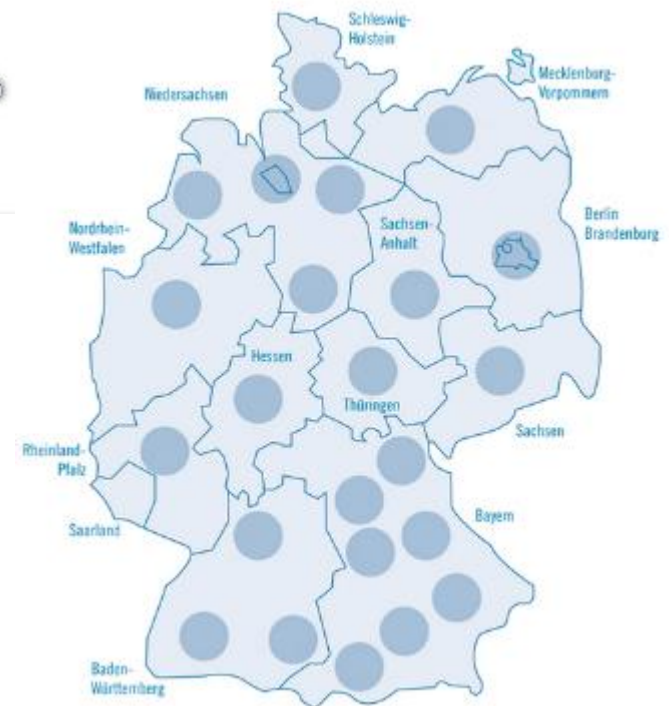 Schleswig-
Holstein
Mecklenburg-
Vorpommern
Niedersachsen
Nordrhein-
Westfalen
Sachsen-
Anhalt
Berlin
Brandenburg
Hessen
Thüringen
Sachsen
Rheinland-
Pfalz
Saarland
Bayern
Baden-
Württemberg